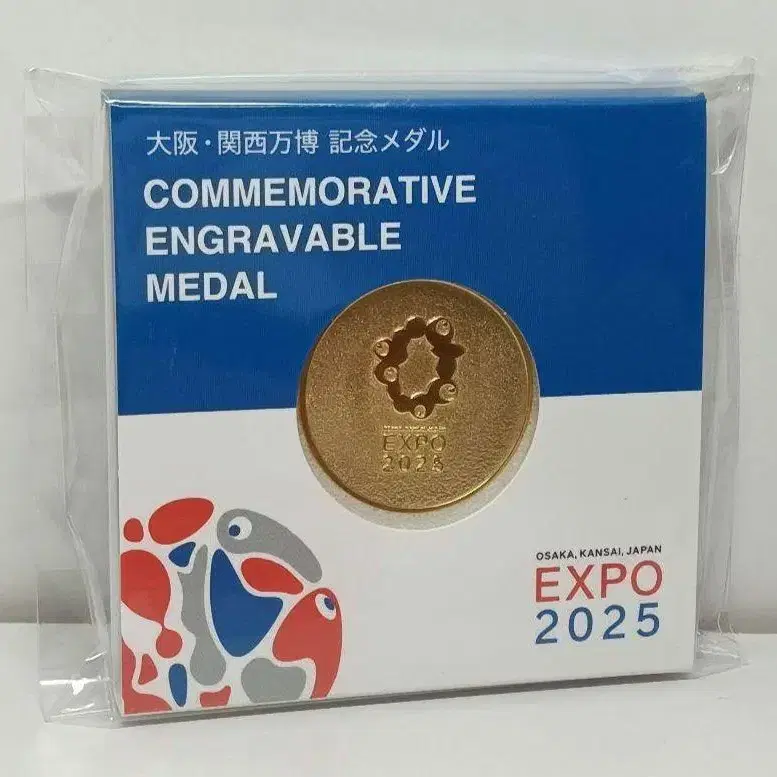 大阪・関西万博 記念メダル
COMMEMORATIVE
ENGRAVABLE
MEDAL
EXPO
2025
OSAKA, KANSAI, JAPAN
EXPO
2025